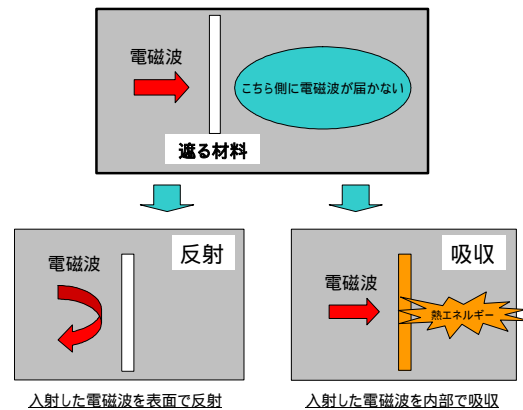 電磁波
こちら側に電磁波が届かない
遮る材料
反射
電磁波
入射した電磁波を表面で反射
吸収
電磁波
熱エネルギー
入射した電磁波を内部で吸収